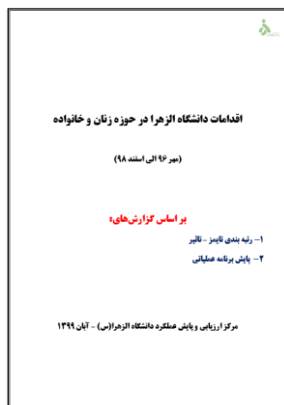 اقدامات دانشگاه الزهرا در حوزه زنان و خانواده
(مهر ۹۶ الی اسفند ۹۸)
بر اساس گزارش‌های:
۱- رتبه بندی تایمز - تاثیر
۲- پایش برنامه عملیاتی
مرکز ارزیابی و پایش عملکرد دانشگاه الزهرا(س) - آبان ۱۳۹۹